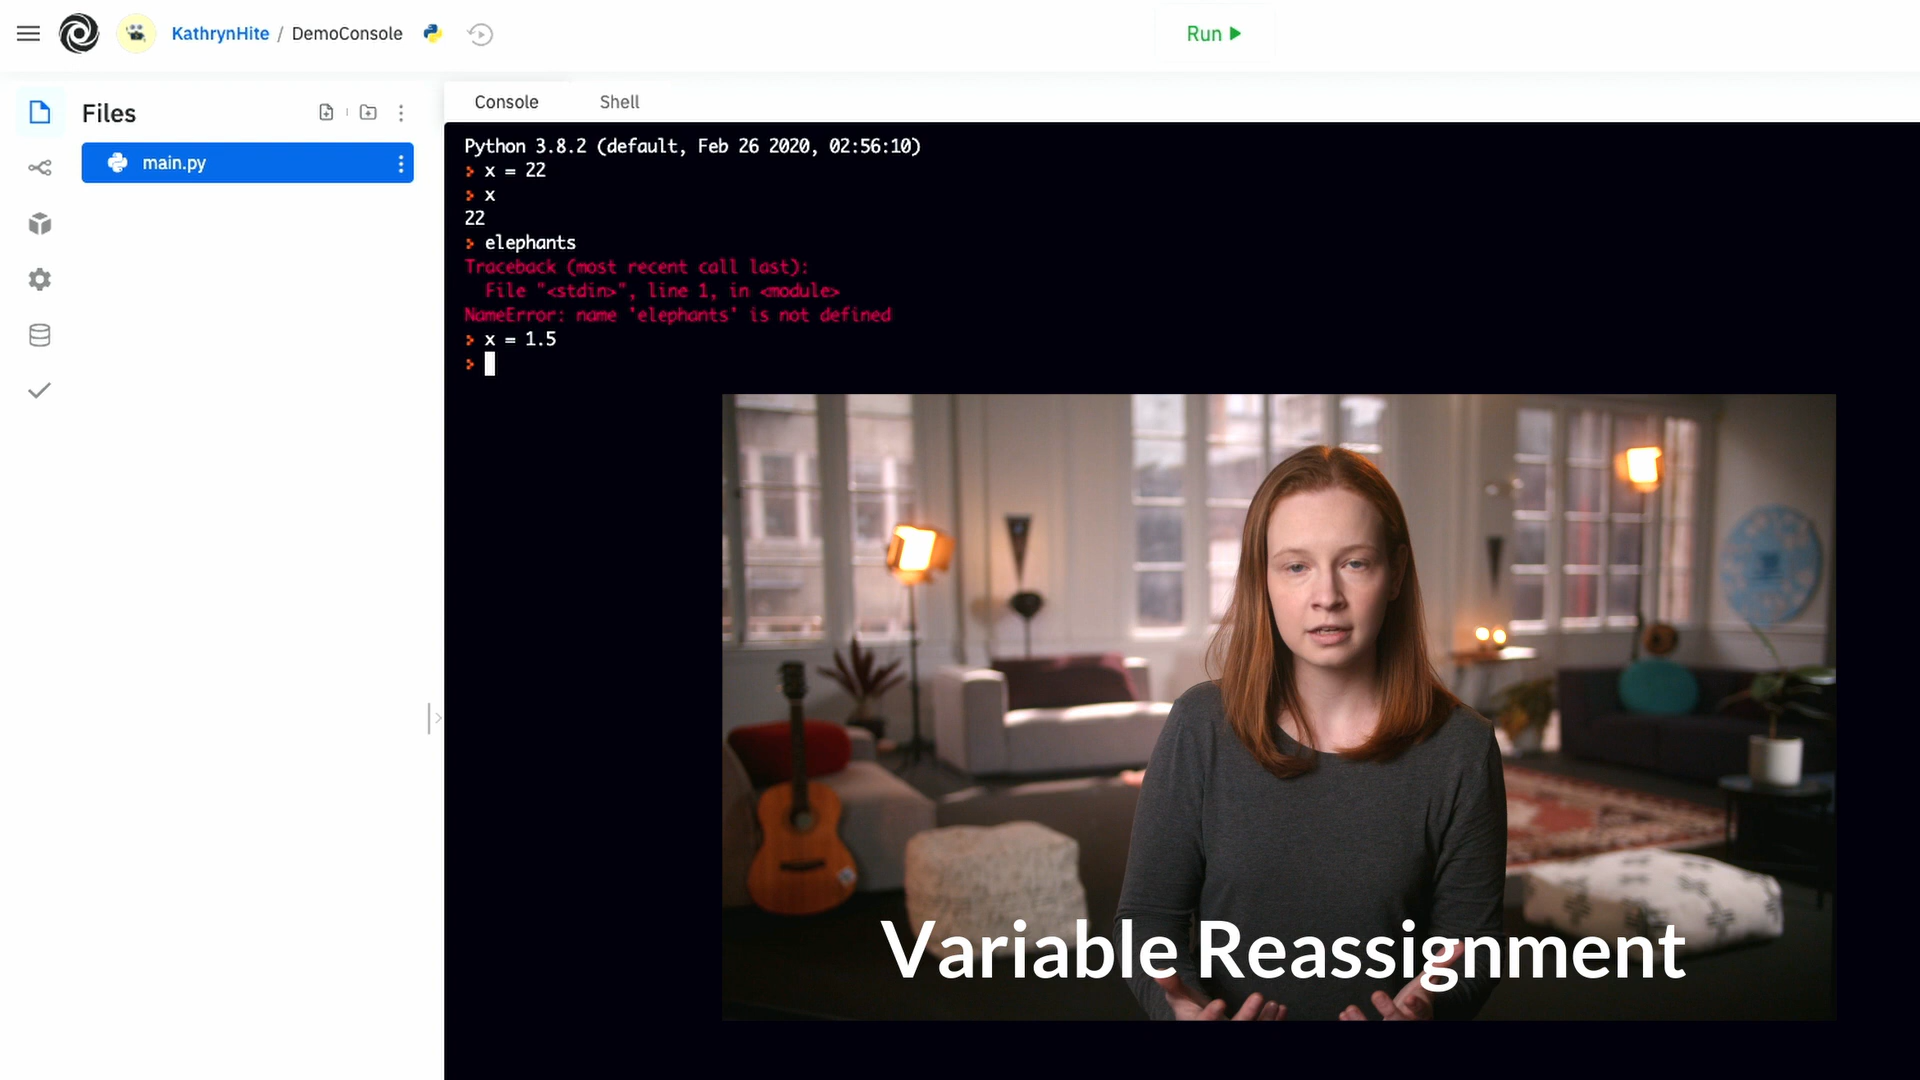 KathrynHite / DemoConsole
Run
Files
main.py
Console Shell
Python 3.8.2 (default, Feb 26 2020, 02:56:10)
> x = 22
> x
22
> elephants
Traceback (most recent call last):
  File "<stdin>", line 1, in <module>
NameError: name 'elephants' is not defined
> x = 1.5
>
Variable Reassignment